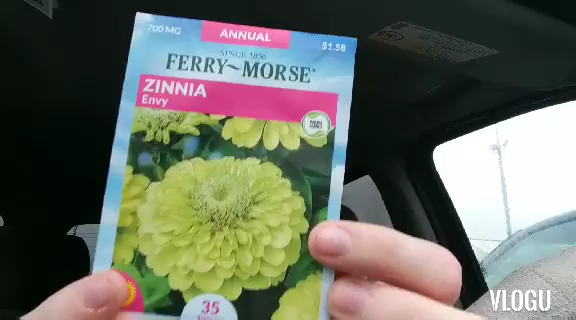 700 MG
ANNUAL
$1.58
SINCE 1856
FERRY~MORSE
ZINNIA
Envy
35
VLOGU